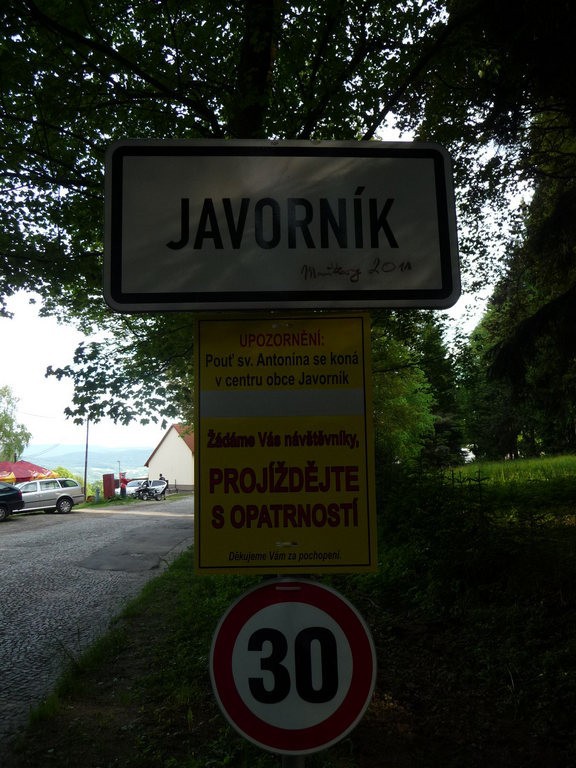 JAVORNÍK
2011
UPOZORNĚNÍ:
Pouť sv. Antonína se koná
v centru obce Javorník
Žádáme Vás návštěvníky,
PROJÍŽDĚJTE
S OPATRNOSTÍ
Děkujeme Vám za pochopení.
30